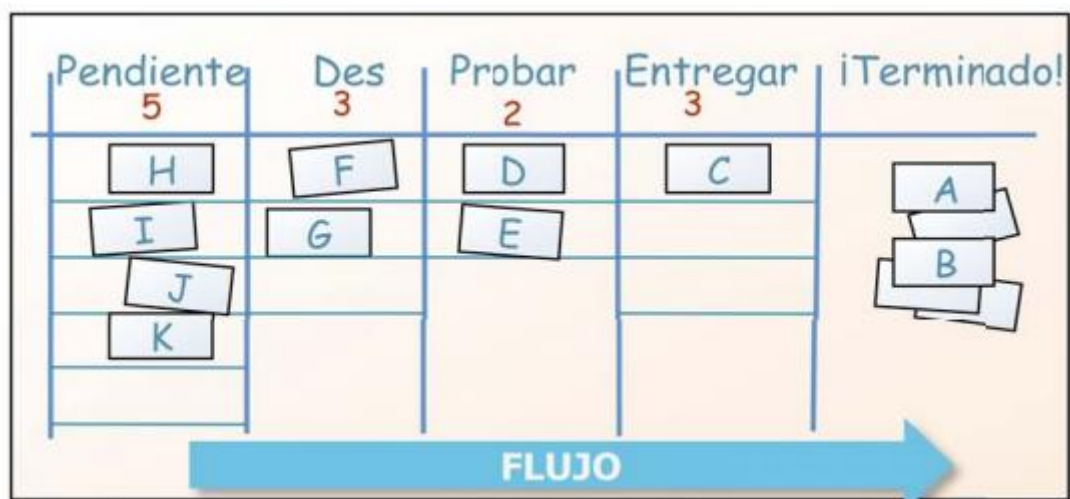 Pendiente Des Probar Entregar ¡Terminado!
5 3 2 3
H F D C A
I G E B
J
K
FLUJO